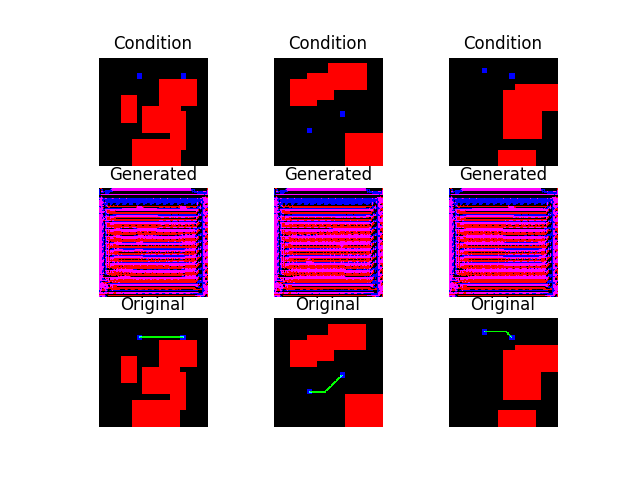 Condition Condition Condition
Generated Generated Generated
Original Original Original